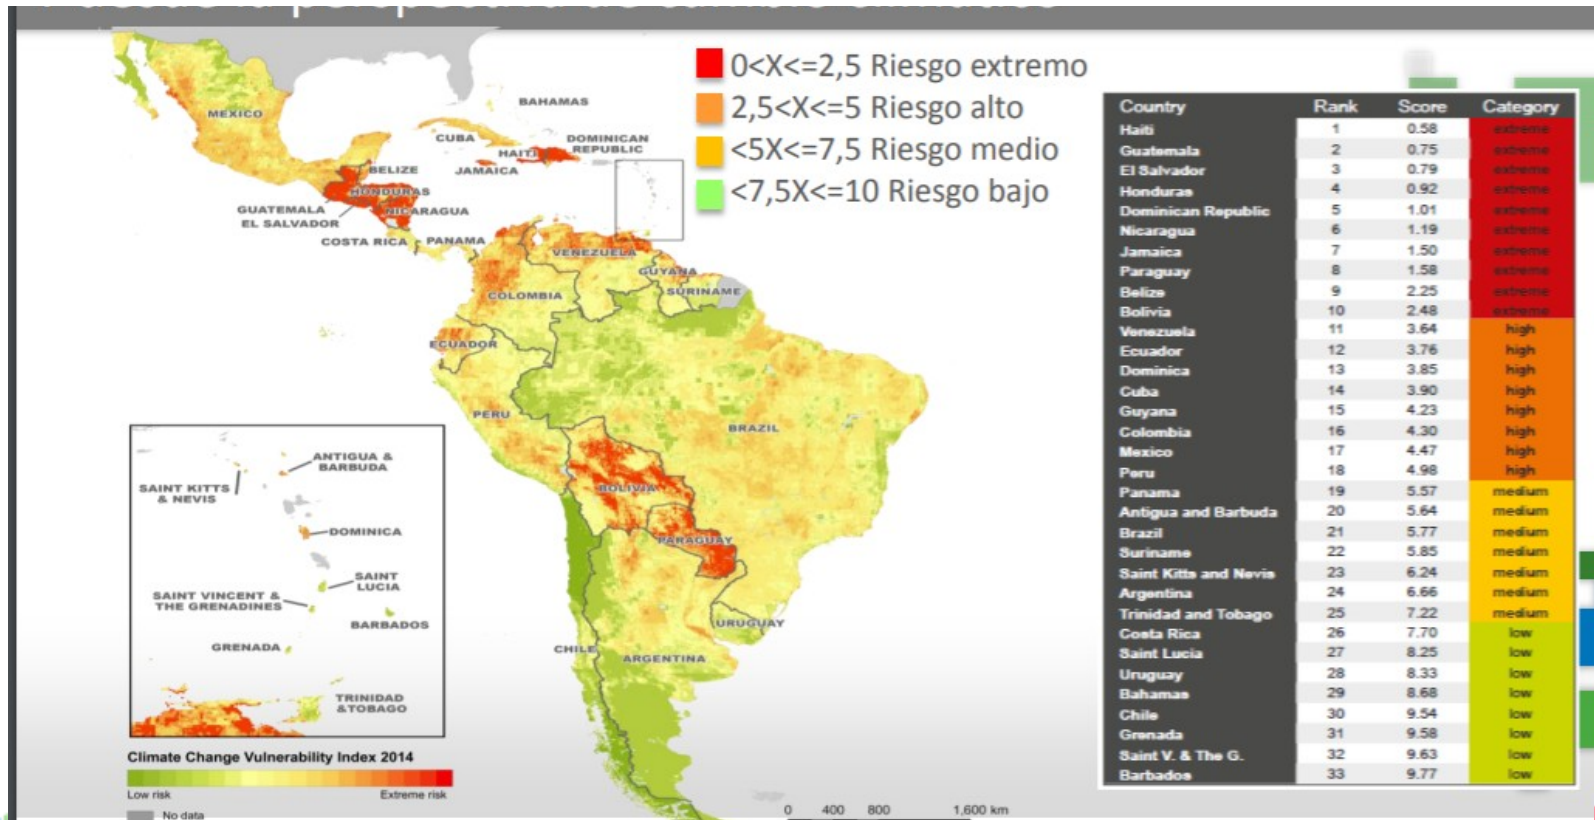 0<X<=2,5 Riesgo extremo
2,5<X<=5 Riesgo alto
<5X<=7,5 Riesgo medio
<7,5X<=10 Riesgo bajo
MEXICO
BAHAMAS
CUBA
DOMINICAN
REPUBLIC
HAITI
JAMAICA
BELIZE
HONDURAS
GUATEMALA
NICARAGUA
EL SALVADOR
COSTA RICA
PANAMA
VENEZUELA
GUYANA
SURINAME
COLOMBIA
ECUADOR
PERU
BRAZIL
BOLIVIA
PARAGUAY
URUGUAY
CHILE
ARGENTINA
ANTIGUA &
BARBUDA
SAINT KITTS
& NEVIS
DOMINICA
SAINT
LUCIA
SAINT VINCENT &
THE GRENADINES
BARBADOS
GRENADA
TRINIDAD
&TOBAGO
Climate Change Vulnerability Index 2014
Low risk Extreme risk
No data
0 400 800 1,600 km
Country Rank Score Category
Haiti 1 0.58 extreme
Guatemala 2 0.75 extreme
El Salvador 3 0.79 extreme
Honduras 4 0.92 extreme
Dominican Republic 5 1.01 extreme
Nicaragua 6 1.19 extreme
Jamaica 7 1.50 extreme
Paraguay 8 1.58 extreme
Belize 9 2.25 extreme
Bolivia 10 2.48 extreme
Venezuela 11 3.64 high
Ecuador 12 3.76 high
Dominica 13 3.85 high
Cuba 14 3.90 high
Guyana 15 4.23 high
Colombia 16 4.30 high
Mexico 17 4.47 high
Peru 18 4.98 high
Panama 19 5.57 medium
Antigua and Barbuda 20 5.64 medium
Brazil 21 5.77 medium
Suriname 22 5.85 medium
Saint Kitts and Nevis 23 6.24 medium
Argentina 24 6.66 medium
Trinidad and Tobago 25 7.22 medium
Costa Rica 26 7.70 low
Saint Lucia 27 8.25 low
Uruguay 28 8.33 low
Bahamas 29 8.68 low
Chile 30 9.54 low
Grenada 31 9.58 low
Saint V. & The G. 32 9.63 low
Barbados 33 9.77 low